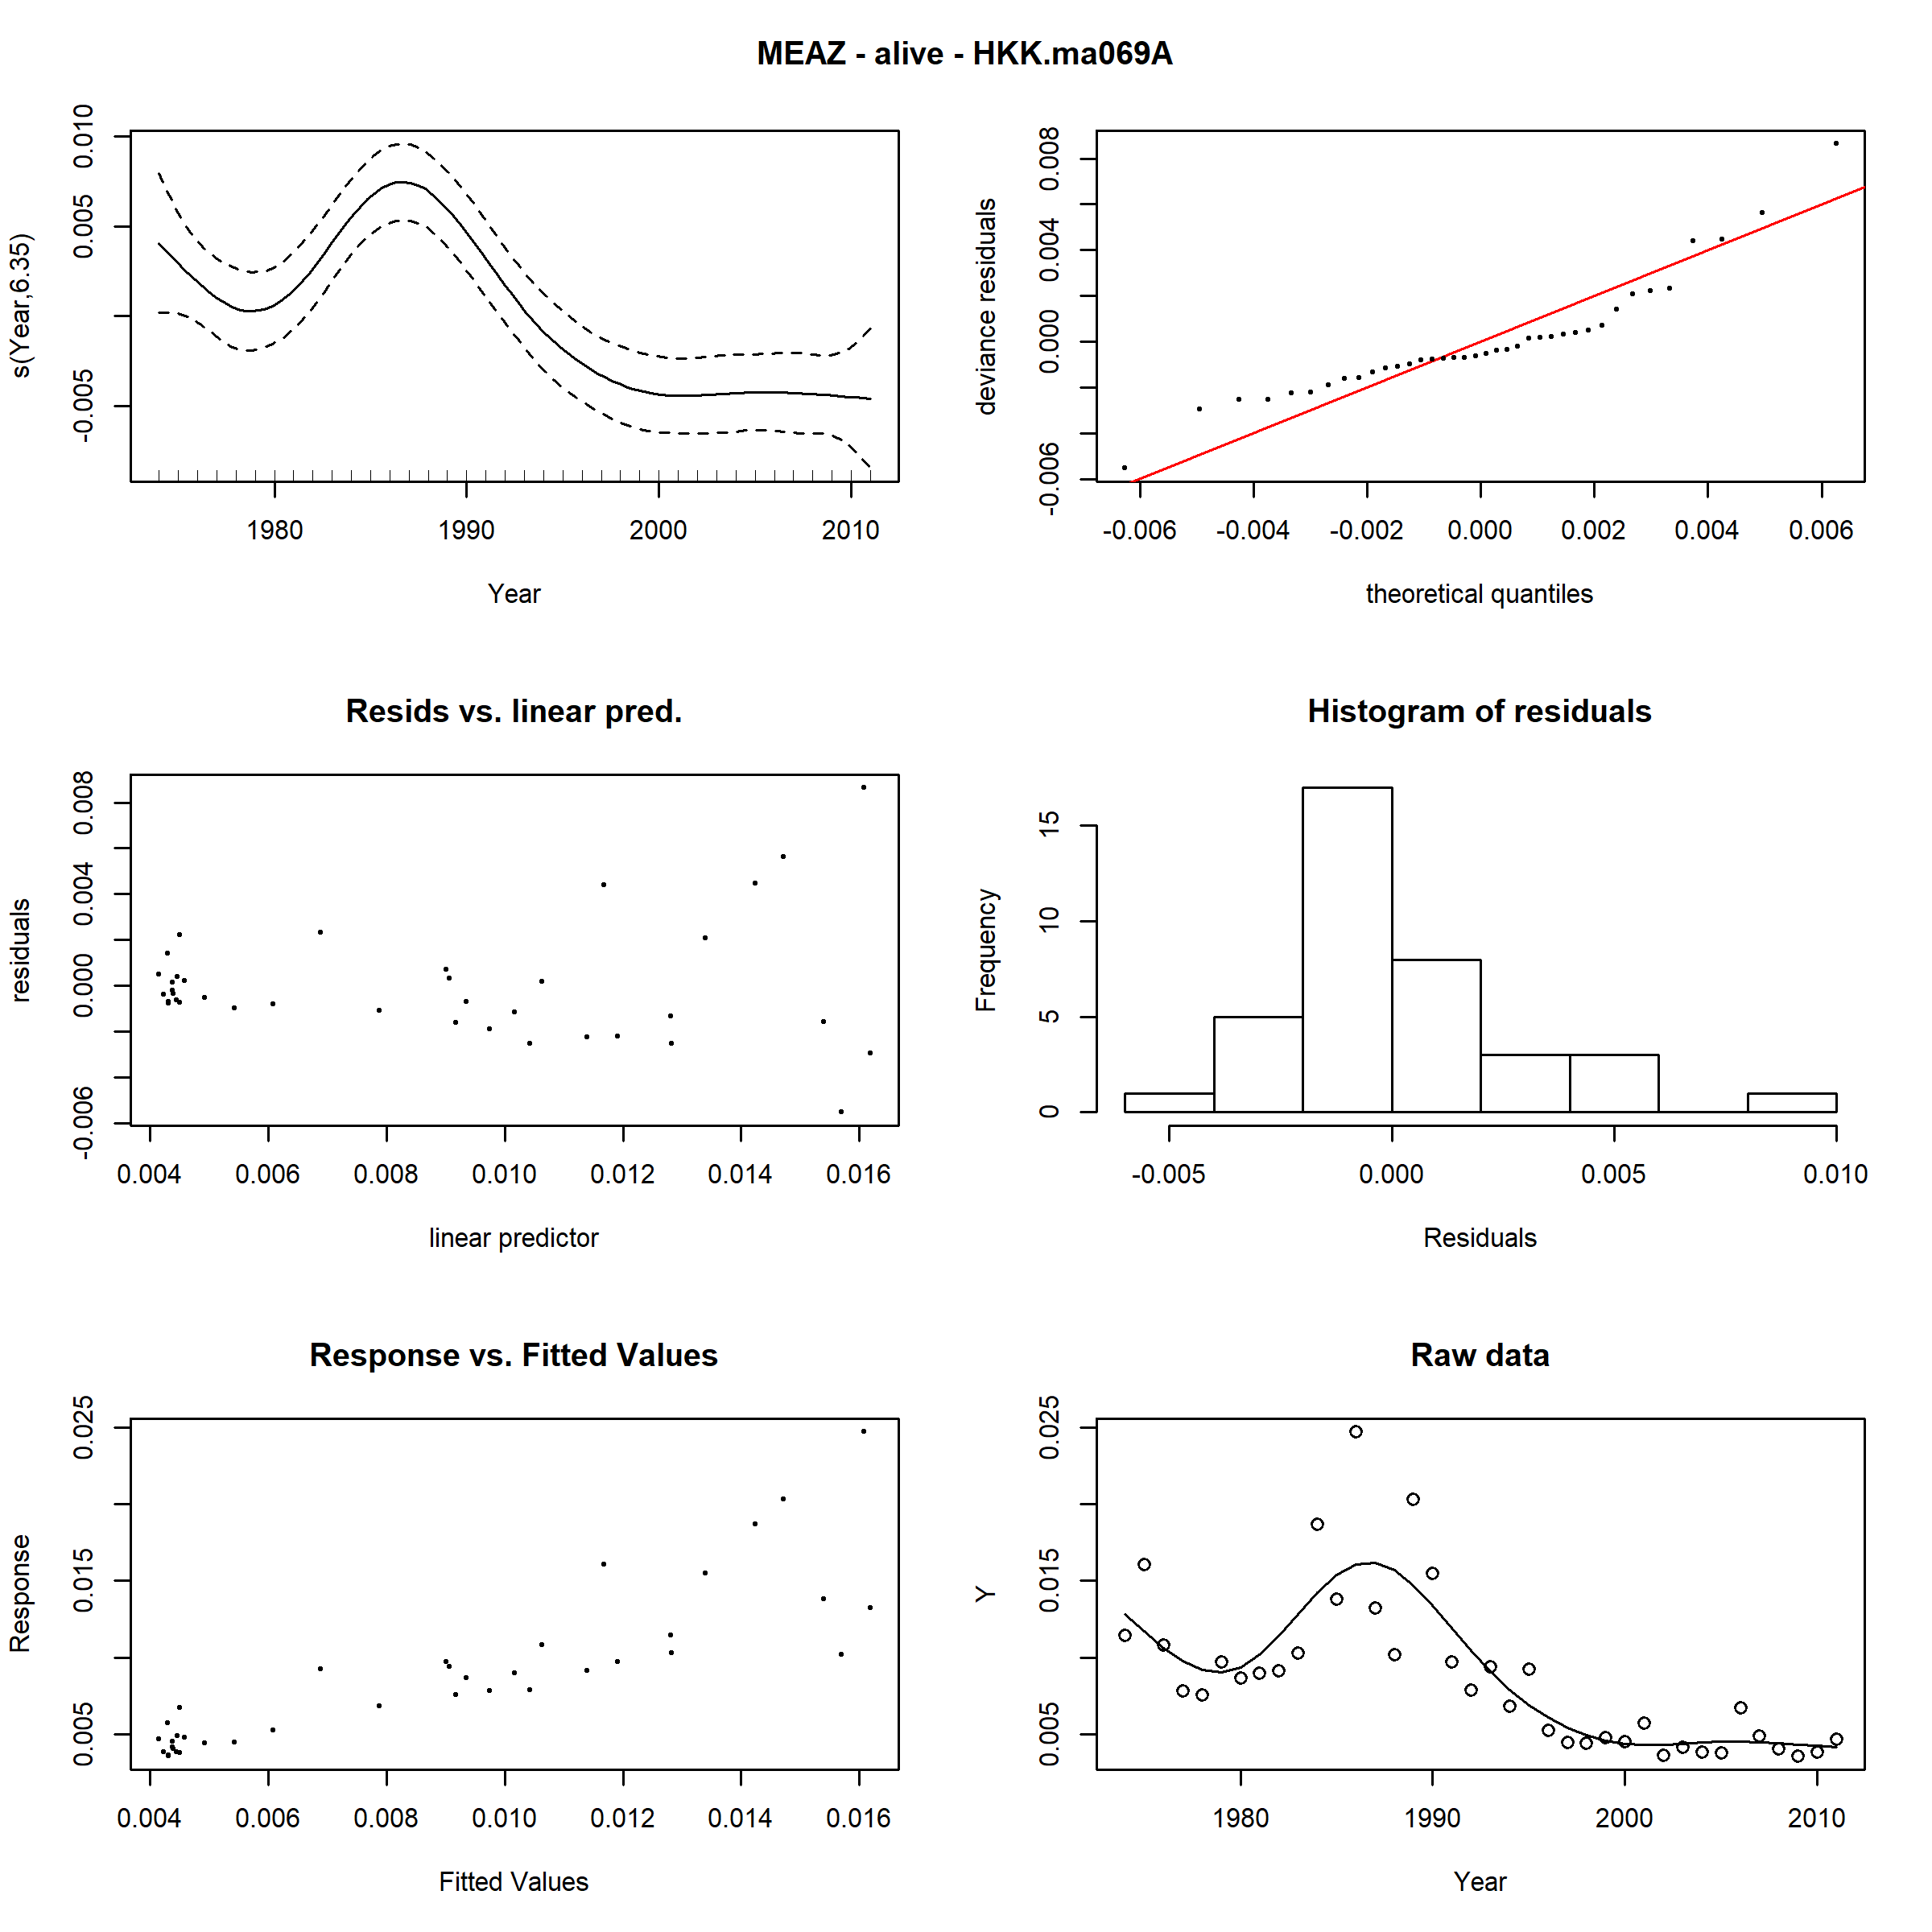 MEAZ - alive - HKK.ma069A
s(Year,6.35)
-0.005 0.005 0.010
1980 1990 2000 2010
Year
deviance residuals
-0.006 0.000 0.004 0.008
-0.006 -0.004 -0.002 0.000 0.002 0.004 0.006
theoretical quantiles
Resids vs. linear pred.
residuals
-0.006 0.000 0.004 0.008
0.004 0.006 0.008 0.010 0.012 0.014 0.016
linear predictor
Histogram of residuals
Frequency
0 5 10 15
-0.005 0.000 0.005 0.010
Residuals
Response vs. Fitted Values
Response
0.005 0.015 0.025
0.004 0.006 0.008 0.010 0.012 0.014 0.016
Fitted Values
Raw data
Y
0.005 0.015 0.025
1980 1990 2000 2010
Year